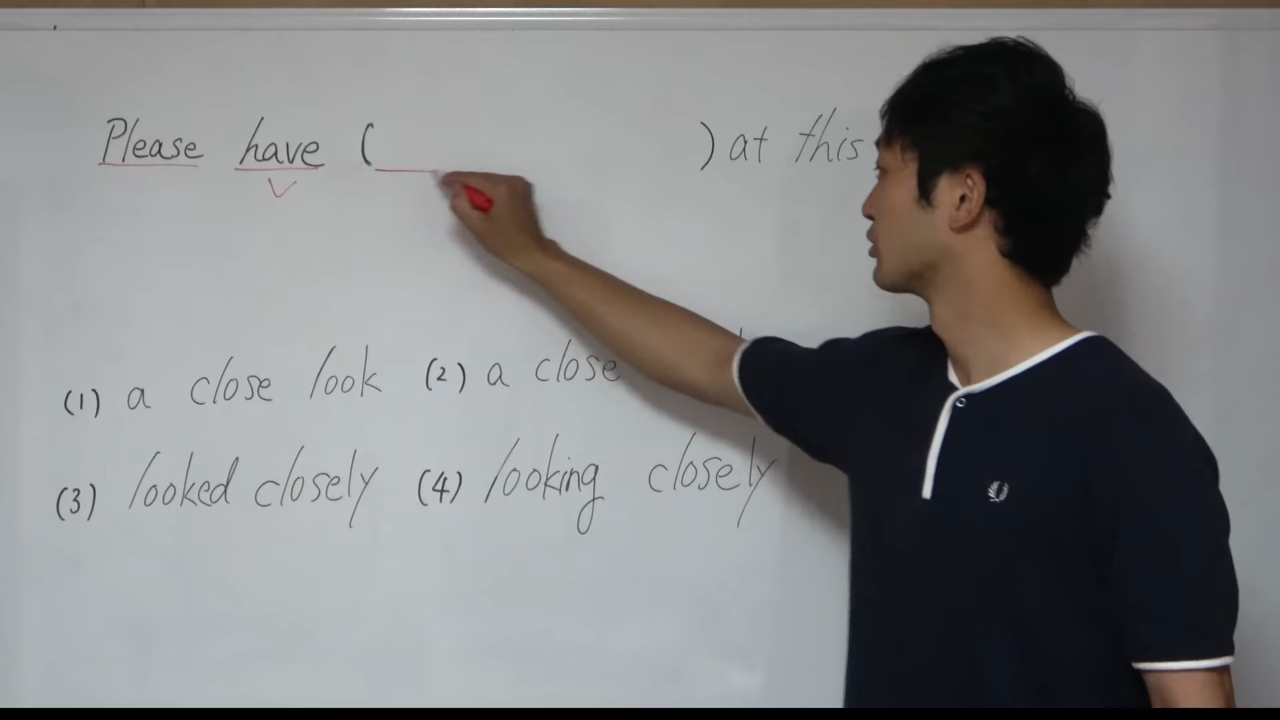 Please have ( ) at this
(1) a close look (2) a close
(3) looked closely (4) looking closely